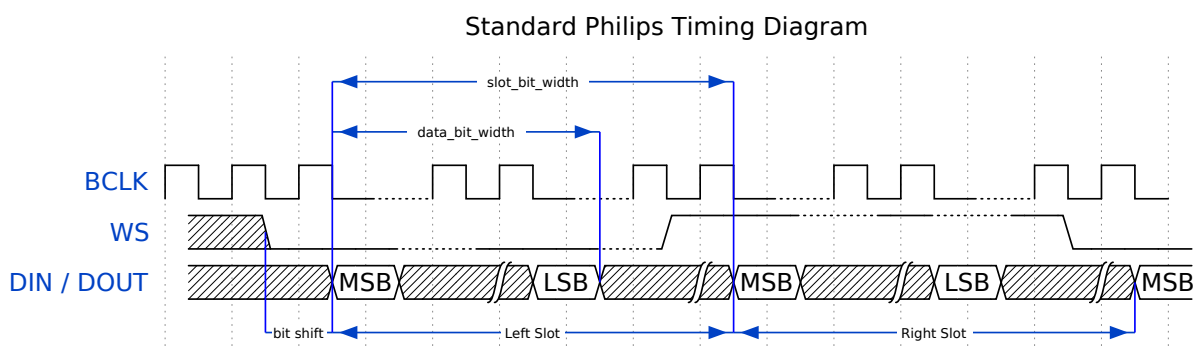 Standard Philips Timing Diagram
slot_bit_width
data_bit_width
BCLK
WS
DIN / DOUT
MSB
LSB
MSB
LSB
MSB
bit shift
Left Slot
Right Slot